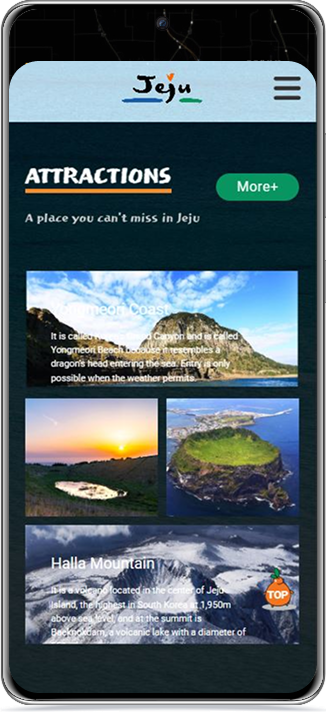 Jeju
ATTRACTIONS
More+
A place you can't miss in Jeju
Yongmeori Coast
It is called Canyon and is called
Yongmeori Beach because it resembles a
dragon's head entering the sea. Entry is only
possible when the weather permits
Halla Mountain
It is a volcano located in the center of Jeju
Island, the highest in South Korea at 1,950m
above sea level, and at the summit is
Baeknokdam, a volcanic lake with a diameter of
TOP